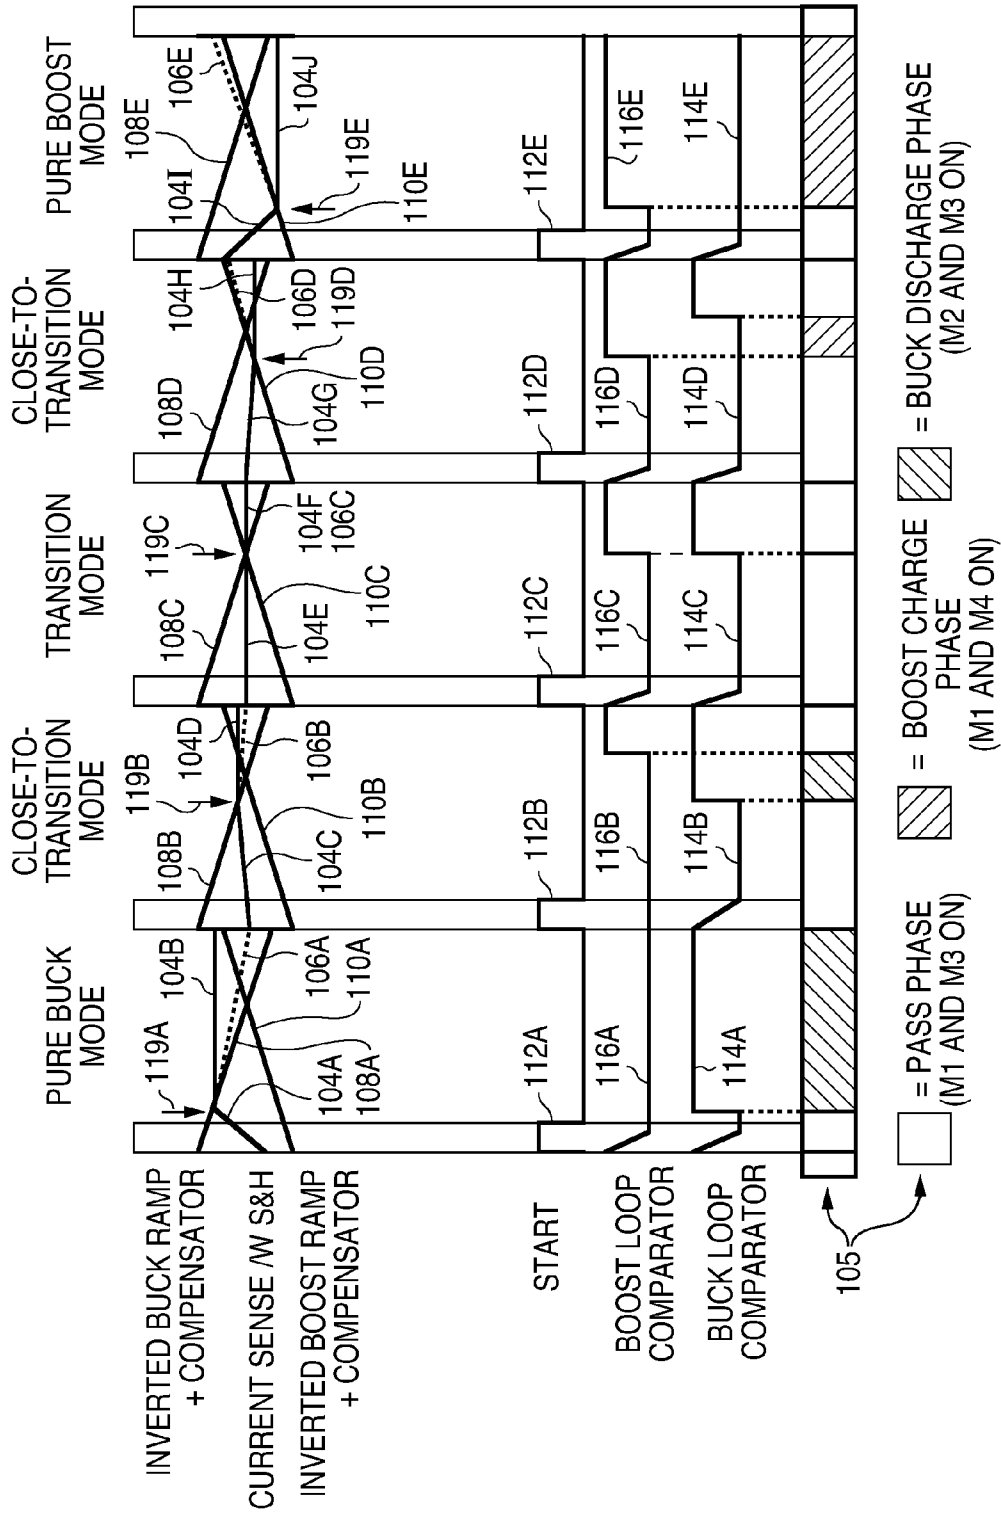 PURE BUCK
MODE
CLOSE-TO-
TRANSITION
MODE
TRANSITION
MODE
CLOSE-TO-
TRANSITION
MODE
PURE BOOST
MODE
INVERTED BUCK RAMP
+ COMPENSATOR
CURRENT SENSE /W S&H
INVERTED BOOST RAMP
+ COMPENSATOR
119A
104B
104A
108A
106A
110A
108B
119B
104D
104C
110B
106B
108C
119C
104E
110C
104F
106C
108D
104H
104G
110D
106D
119D
104I
108E
106E
104J
119E
110E
START
112A
112B
112C
112D
112E
BOOST LOOP
COMPARATOR
116A
116B
116C
116D
116E
BUCK LOOP
COMPARATOR
114A
114B
114C
114D
114E
105
= PASS PHASE
(M1 AND M3 ON)
= BOOST CHARGE
PHASE
(M1 AND M4 ON)
= BUCK DISCHARGE PHASE
(M2 AND M3 ON)